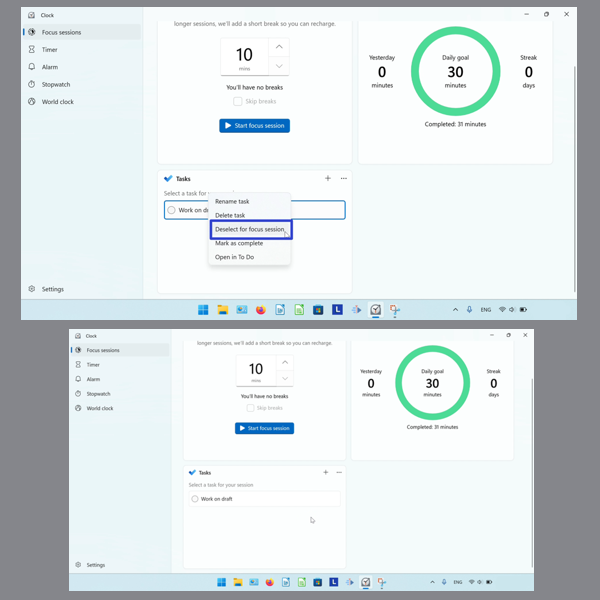 Clock
Focus sessions
Timer
Alarm
Stopwatch
World clock
Settings
longer sessions, we'll add a short break so you can recharge.
10
mins
You'll have no breaks
Skip breaks
Start focus session
Yesterday
0
minutes
Daily goal
30
minutes
Streak
0
days
Completed: 31 minutes
Tasks
Select a task for
Work on
Rename task
Delete task
Deselect for focus session
Mark as complete
Open in To Do
L
ENG
Clock
Focus sessions
Timer
Alarm
Stopwatch
World clock
Settings
longer sessions, we'll add a short break so you can recharge.
10
mins
You'll have no breaks
Skip breaks
Start focus session
Yesterday
0
minutes
Daily goal
30
minutes
Streak
0
days
Completed: 31 minutes
Tasks
Select a task for your session
Work on draft
L
ENG